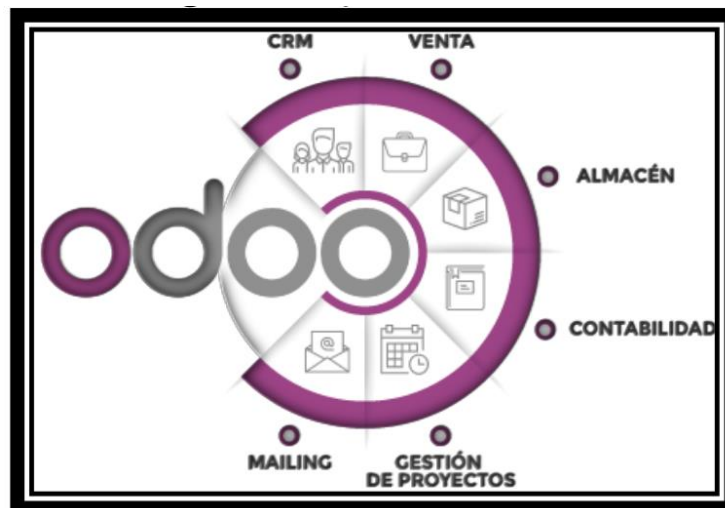 CRM
VENTA
ALMACÉN
odoo
CONTABILIDAD
MAILING
GESTIÓN
DE PROYECTOS